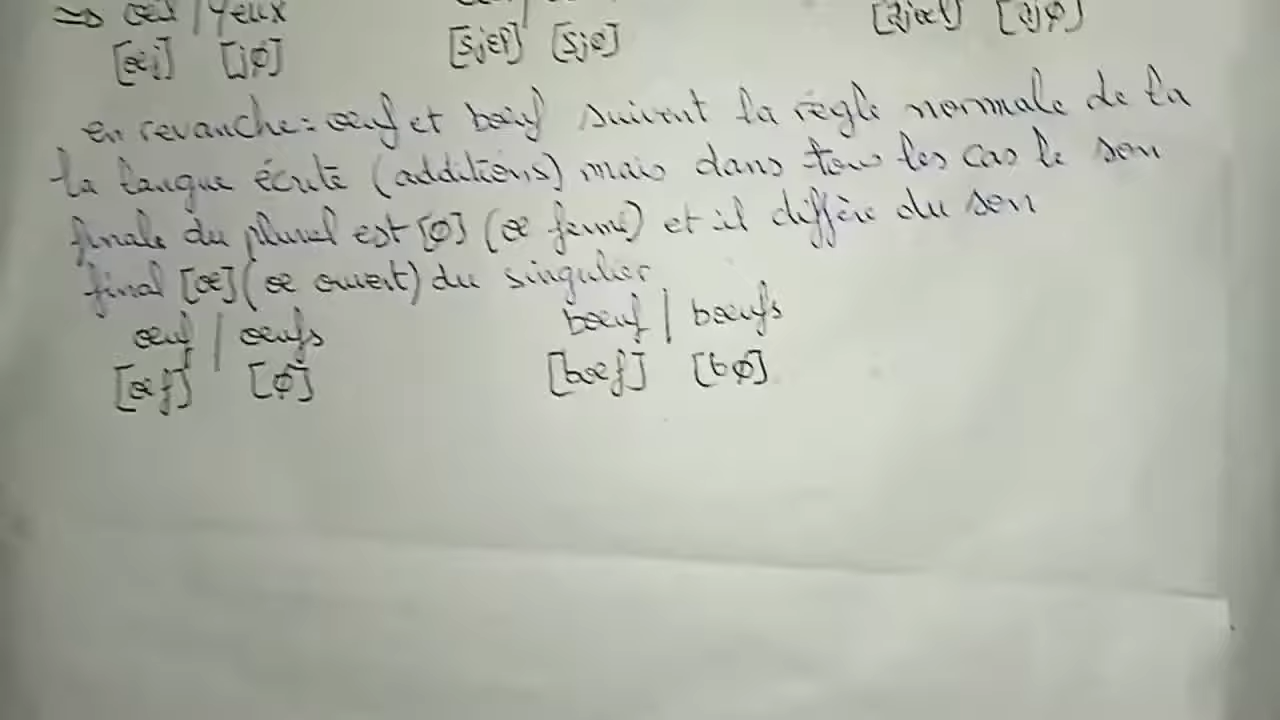 ⇒ œil / Yeux
[œj] [jø]
[sjɛl] [sjø]
[ajœl] [ajø]
en revanche : œuf et bœuf suivent la règle normale de la
la langue écrite (additions) mais dans tous les cas le son
finale du pluriel est [ø] (œ fermé) et il diffère du son
final [œ] (œ ouvert) du singulier
œuf / œufs bœuf | bœufs
[œf] [ø] [bœf] [bø]